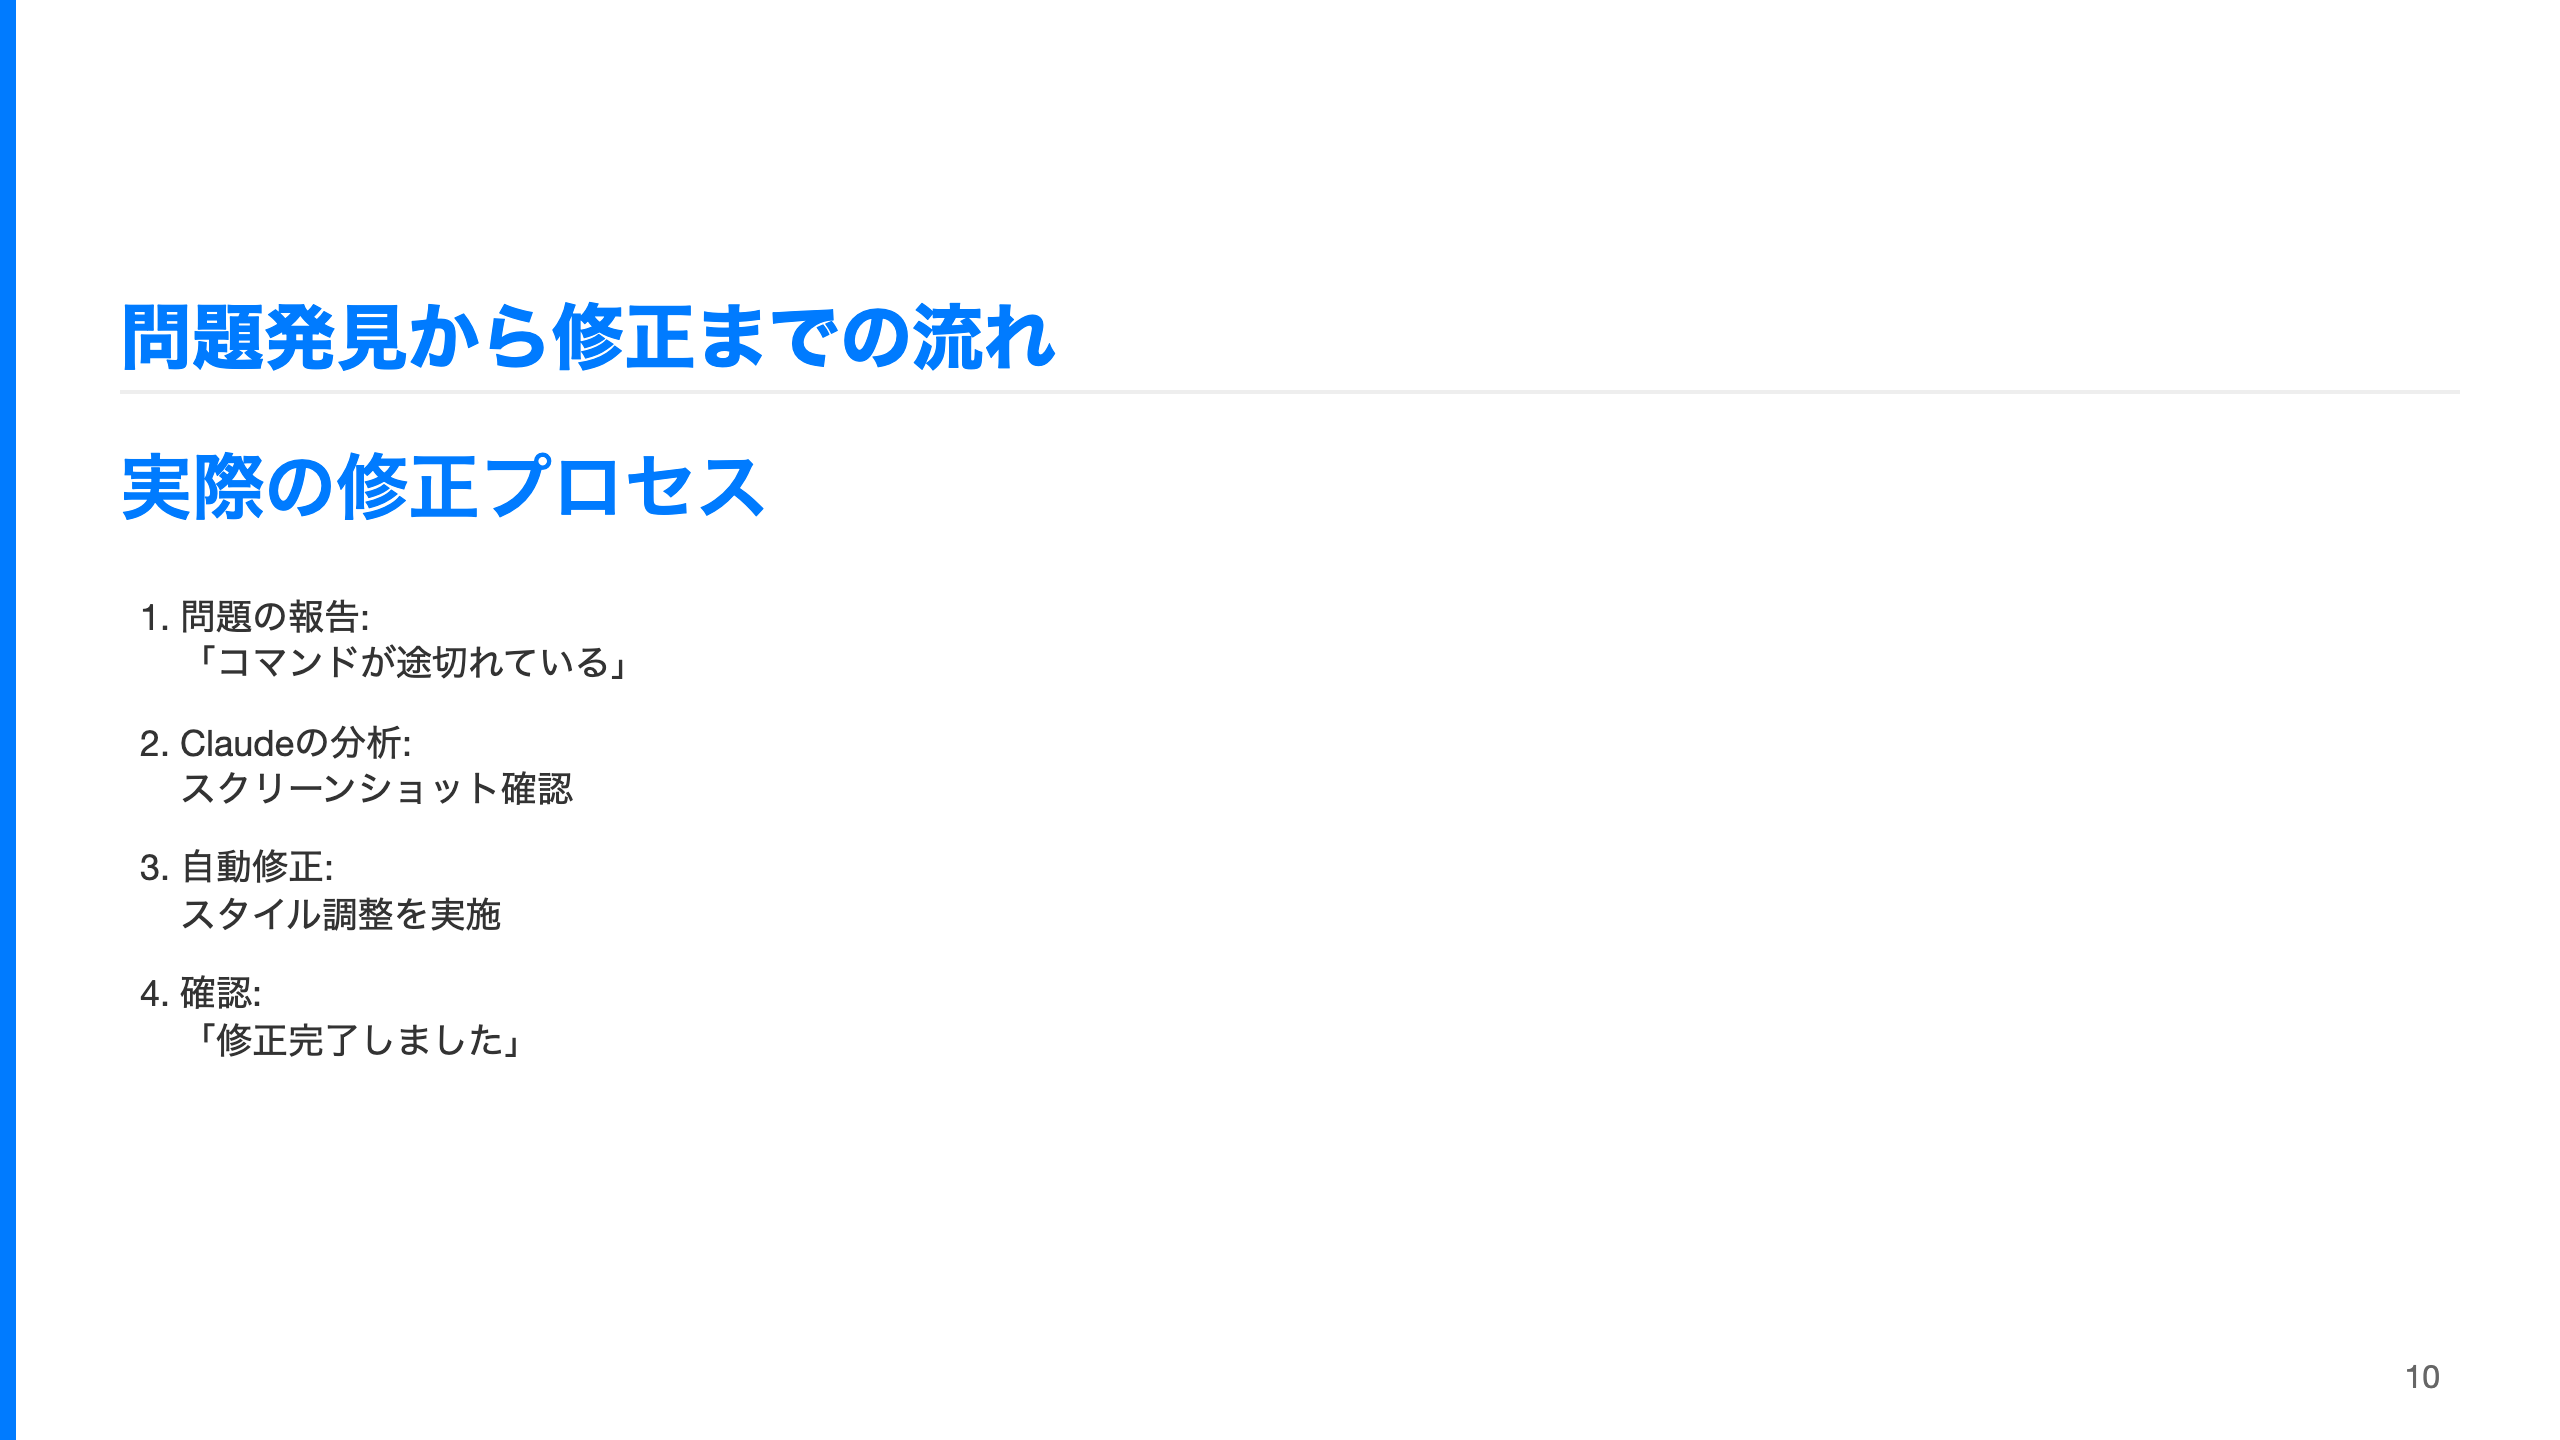 問題発見から修正までの流れ
実際の修正プロセス
1. 問題の報告:
「コマンドが途切れている」
2. Claudeの分析:
スクリーンショット確認
3. 自動修正:
スタイル調整を実施
4. 確認:
「修正完了しました」
10